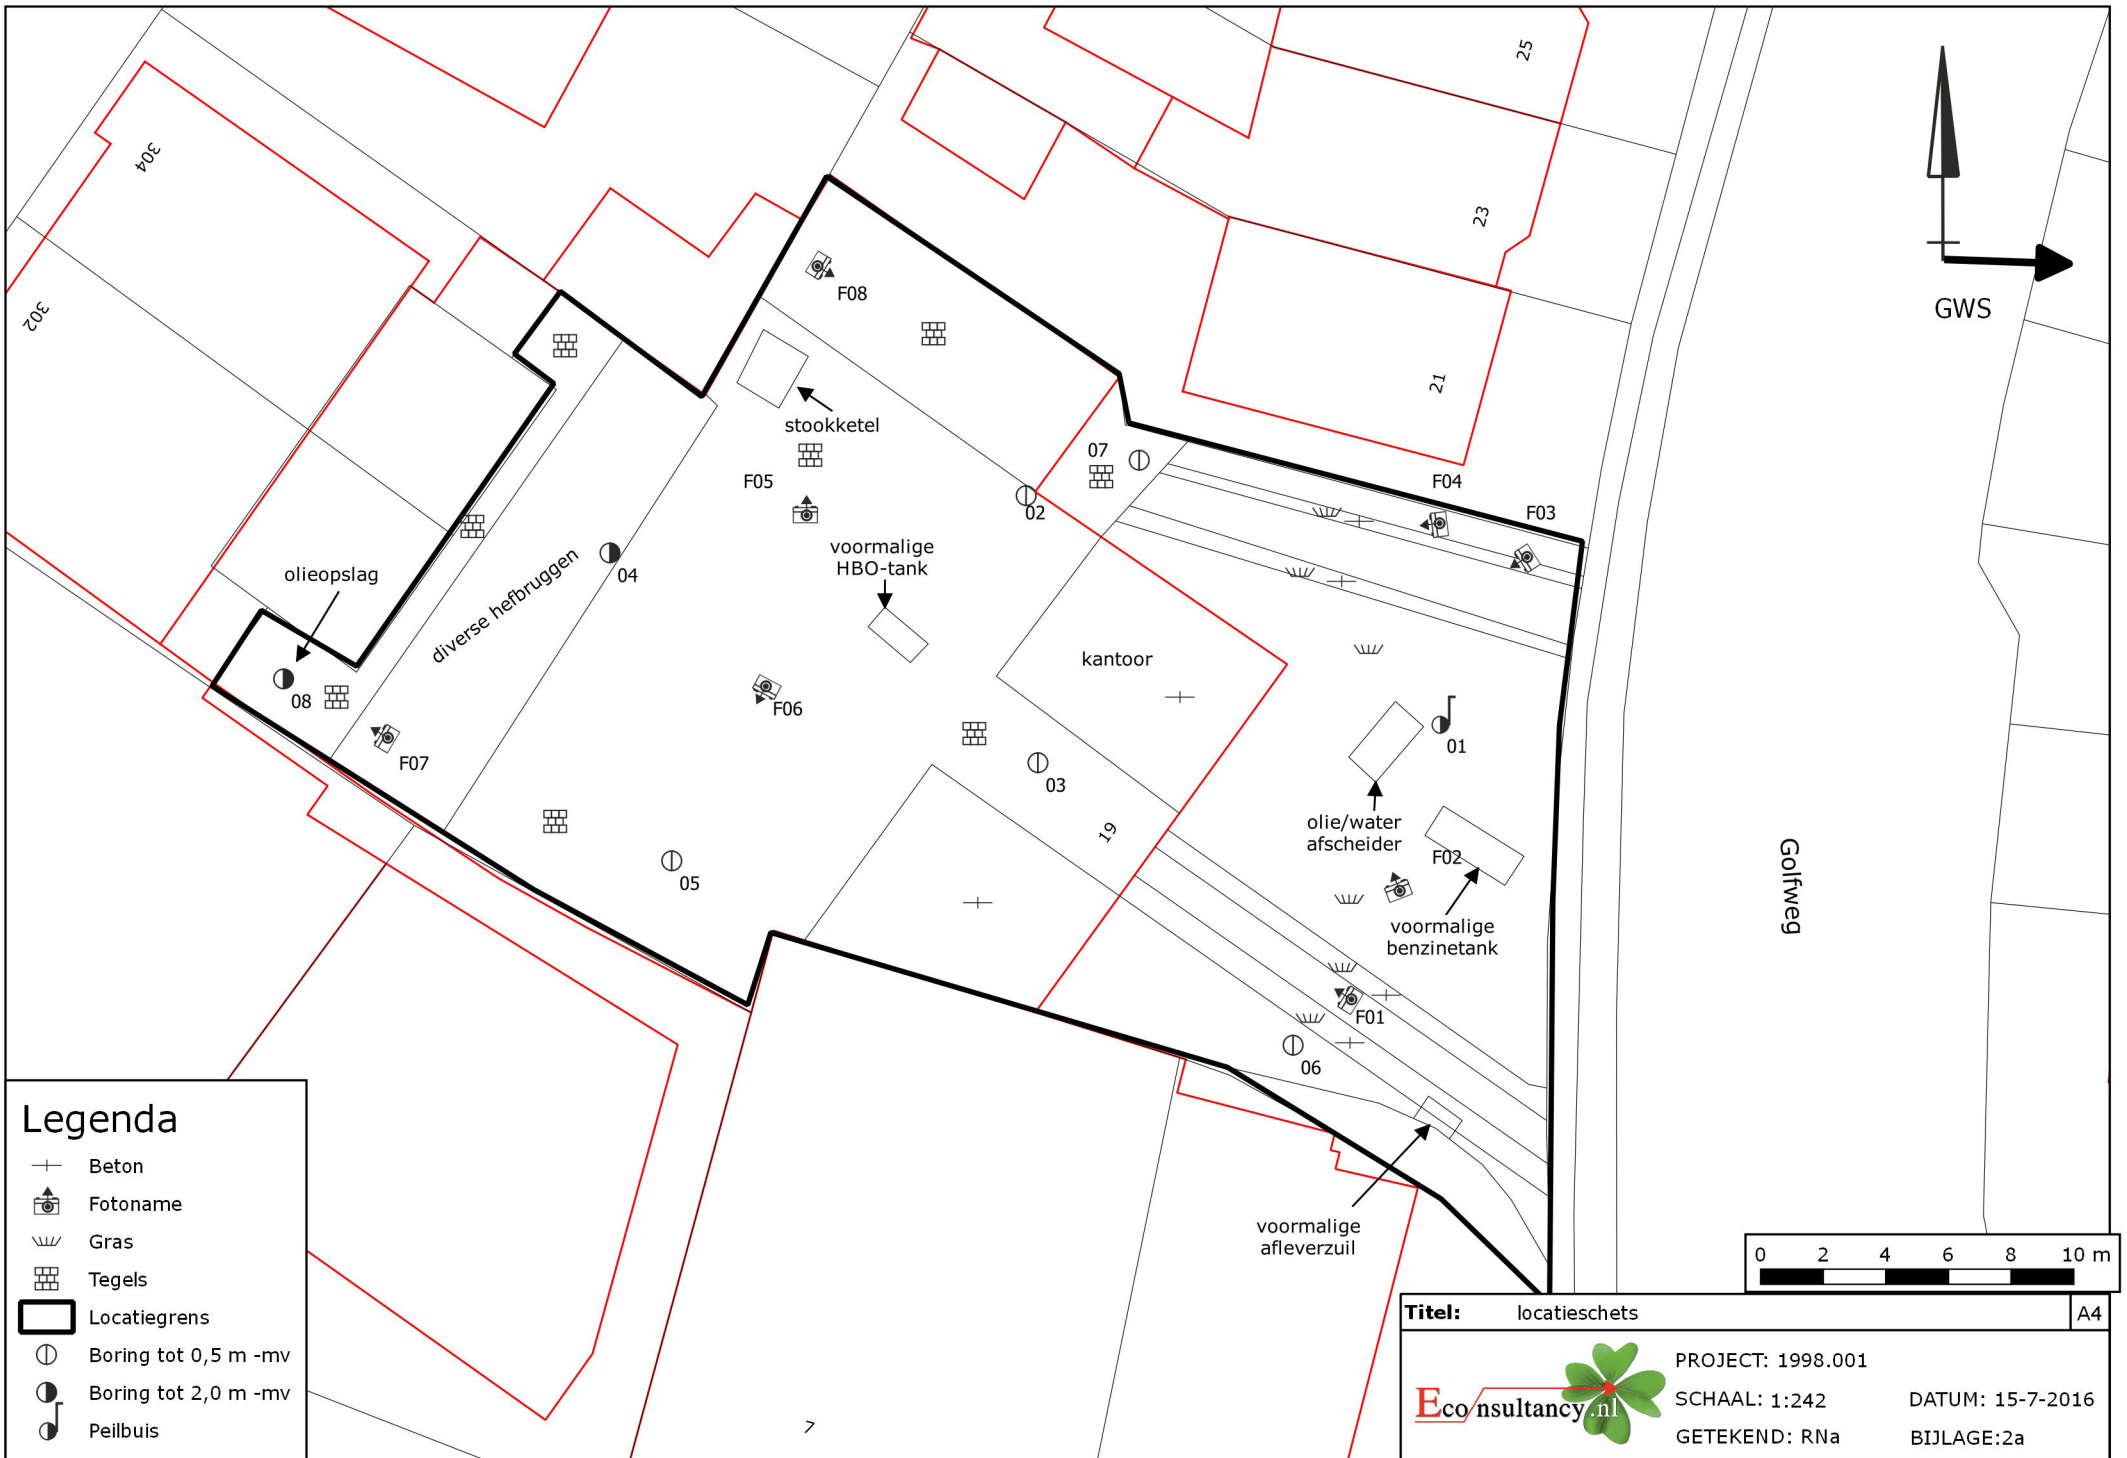 25
304
23
302
GWS
F08
21
stookketel
07
F04
F05
F03
02
voormalige
HBO-tank
olieopslag
04
diverse hefbruggen
kantoor
08
F06
01
F07
03
olie/water
afscheider
19
F02
05
Golfweg
voormalige
benzinetank
F01
06
voormalige
afleverzuil
7
Legenda
Beton
Fotoname
Gras
Tegels
Locatiegrens
Boring tot 0,5 m -mv
Boring tot 2,0 m -mv
Peilbuis
0 2 4 6 8 10 m
Titel: locatieschets A4
Econsultancy.nl
PROJECT: 1998.001
SCHAAL: 1:242 DATUM: 15-7-2016
GETEKEND: RNa BIJLAGE:2a